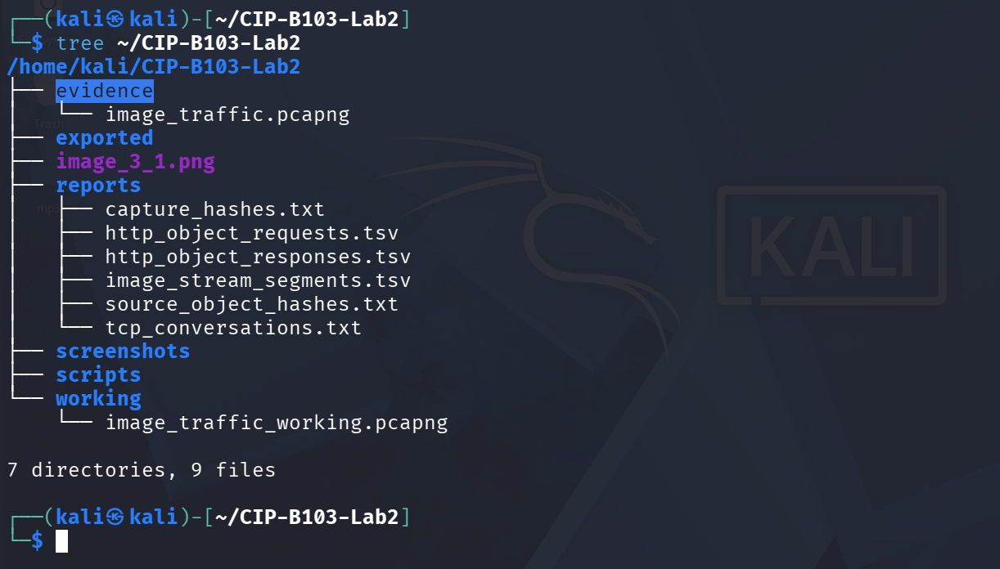 ┌──(kali㉿kali)-[~/CIP-B103-Lab2]
└─$ tree ~/CIP-B103-Lab2
/home/kali/CIP-B103-Lab2
├── evidence
│   └── image_traffic.pcapng
├── exported
├── image_3_1.png
├── reports
│   ├── capture_hashes.txt
│   ├── http_object_requests.tsv
│   ├── http_object_responses.tsv
│   ├── image_stream_segments.tsv
│   ├── source_object_hashes.txt
│   └── tcp_conversations.txt
├── screenshots
├── scripts
└── working
    └── image_traffic_working.pcapng
7 directories, 9 files
┌──(kali㉿kali)-[~/CIP-B103-Lab2]
└─$
KALI
Trash